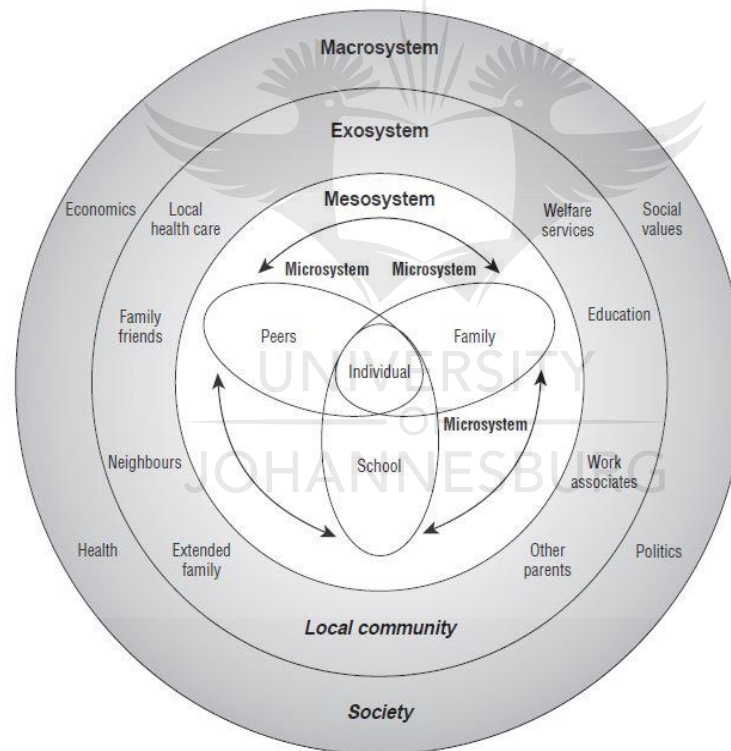 Macrosystem
Exosystem
Mesosystem
Economics
Local
health care
Welfare
services
Social
values
Microsystem
Microsystem
Family
friends
Peers
Family
Education
Individual
UNIVERSITY
OF
Microsystem
Neighbours
School
Work
associates
JOHANNESBURG
Health
Extended
family
Other
parents
Politics
Local community
Society